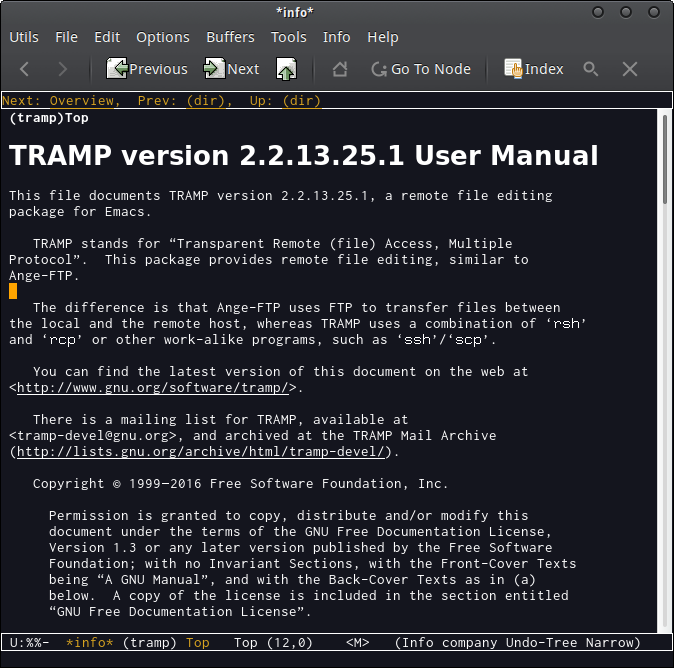 *info*
Utils File Edit Options Buffers Tools Info Help
Previous Next Go To Node Index
Next: Overview,  Prev: (dir),  Up: (dir)
(tramp)Top
TRAMP version 2.2.13.25.1 User Manual
This file documents TRAMP version 2.2.13.25.1, a remote file editing
package for Emacs.
TRAMP stands for “Transparent Remote (file) Access, Multiple
Protocol”.  This package provides remote file editing, similar to
Ange-FTP.
The difference is that Ange-FTP uses FTP to transfer files between
the local and the remote host, whereas TRAMP uses a combination of ‘rsh’
and ‘rcp’ or other work-alike programs, such as ‘ssh’/‘scp’.
You can find the latest version of this document on the web at
<http://www.gnu.org/software/tramp/>.
There is a mailing list for TRAMP, available at
<tramp-devel@gnu.org>, and archived at the TRAMP Mail Archive
(http://lists.gnu.org/archive/html/tramp-devel/).
Copyright © 1999–2016 Free Software Foundation, Inc.
Permission is granted to copy, distribute and/or modify this
document under the terms of the GNU Free Documentation License,
Version 1.3 or any later version published by the Free Software
Foundation; with no Invariant Sections, with the Front-Cover Texts
being “A GNU Manual”, and with the Back-Cover Texts as in (a)
below.  A copy of the license is included in the section entitled
“GNU Free Documentation License”.
U:%%-  *info* (tramp) Top   Top (12,0)    <M>   (Info company Undo-Tree Narrow)